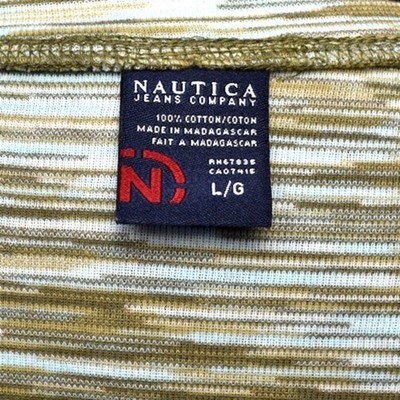 NAUTICA
JEANS COMPANY
100% COTTON/COTON
MADE IN MADAGASCAR
FAIT A MADAGASCAR
RN67835
CA07415
N
L/G